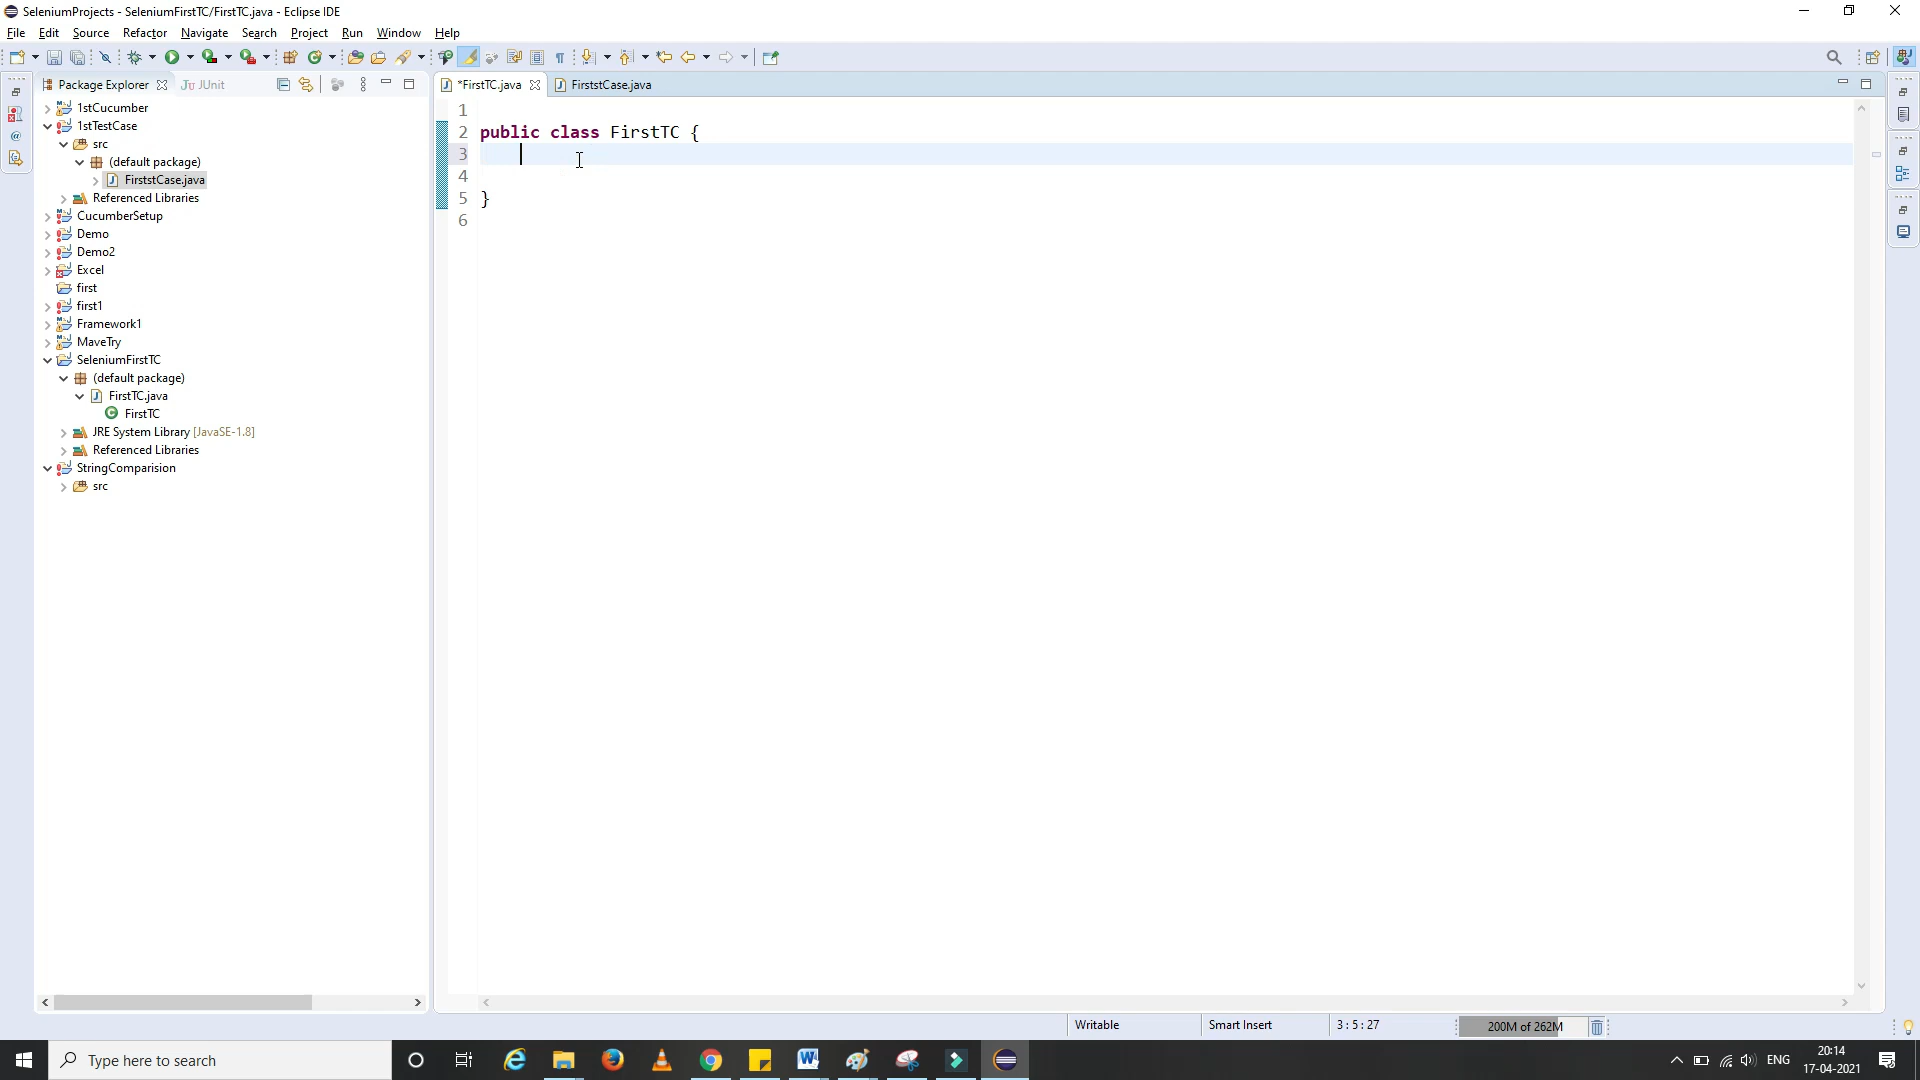 SeleniumProjects - SeleniumFirstTC/FirstTC.java - Eclipse IDE
File Edit Source Refactor Navigate Search Project Run Window Help
Package Explorer JUnit
*FirstTC.java FirststCase.java
1stCucumber
1stTestCase
src
(default package)
FirststCase.java
Referenced Libraries
CucumberSetup
Demo
Demo2
Excel
first
first1
Framework1
MaveTry
SeleniumFirstTC
(default package)
FirstTC.java
FirstTC
JRE System Library [JavaSE-1.8]
Referenced Libraries
StringComparision
src
1
2 public class FirstTC {
3
4
5 }
6
Writable Smart Insert 3 : 5 : 27 200M of 262M
Type here to search
ENG
20:14
17-04-2021